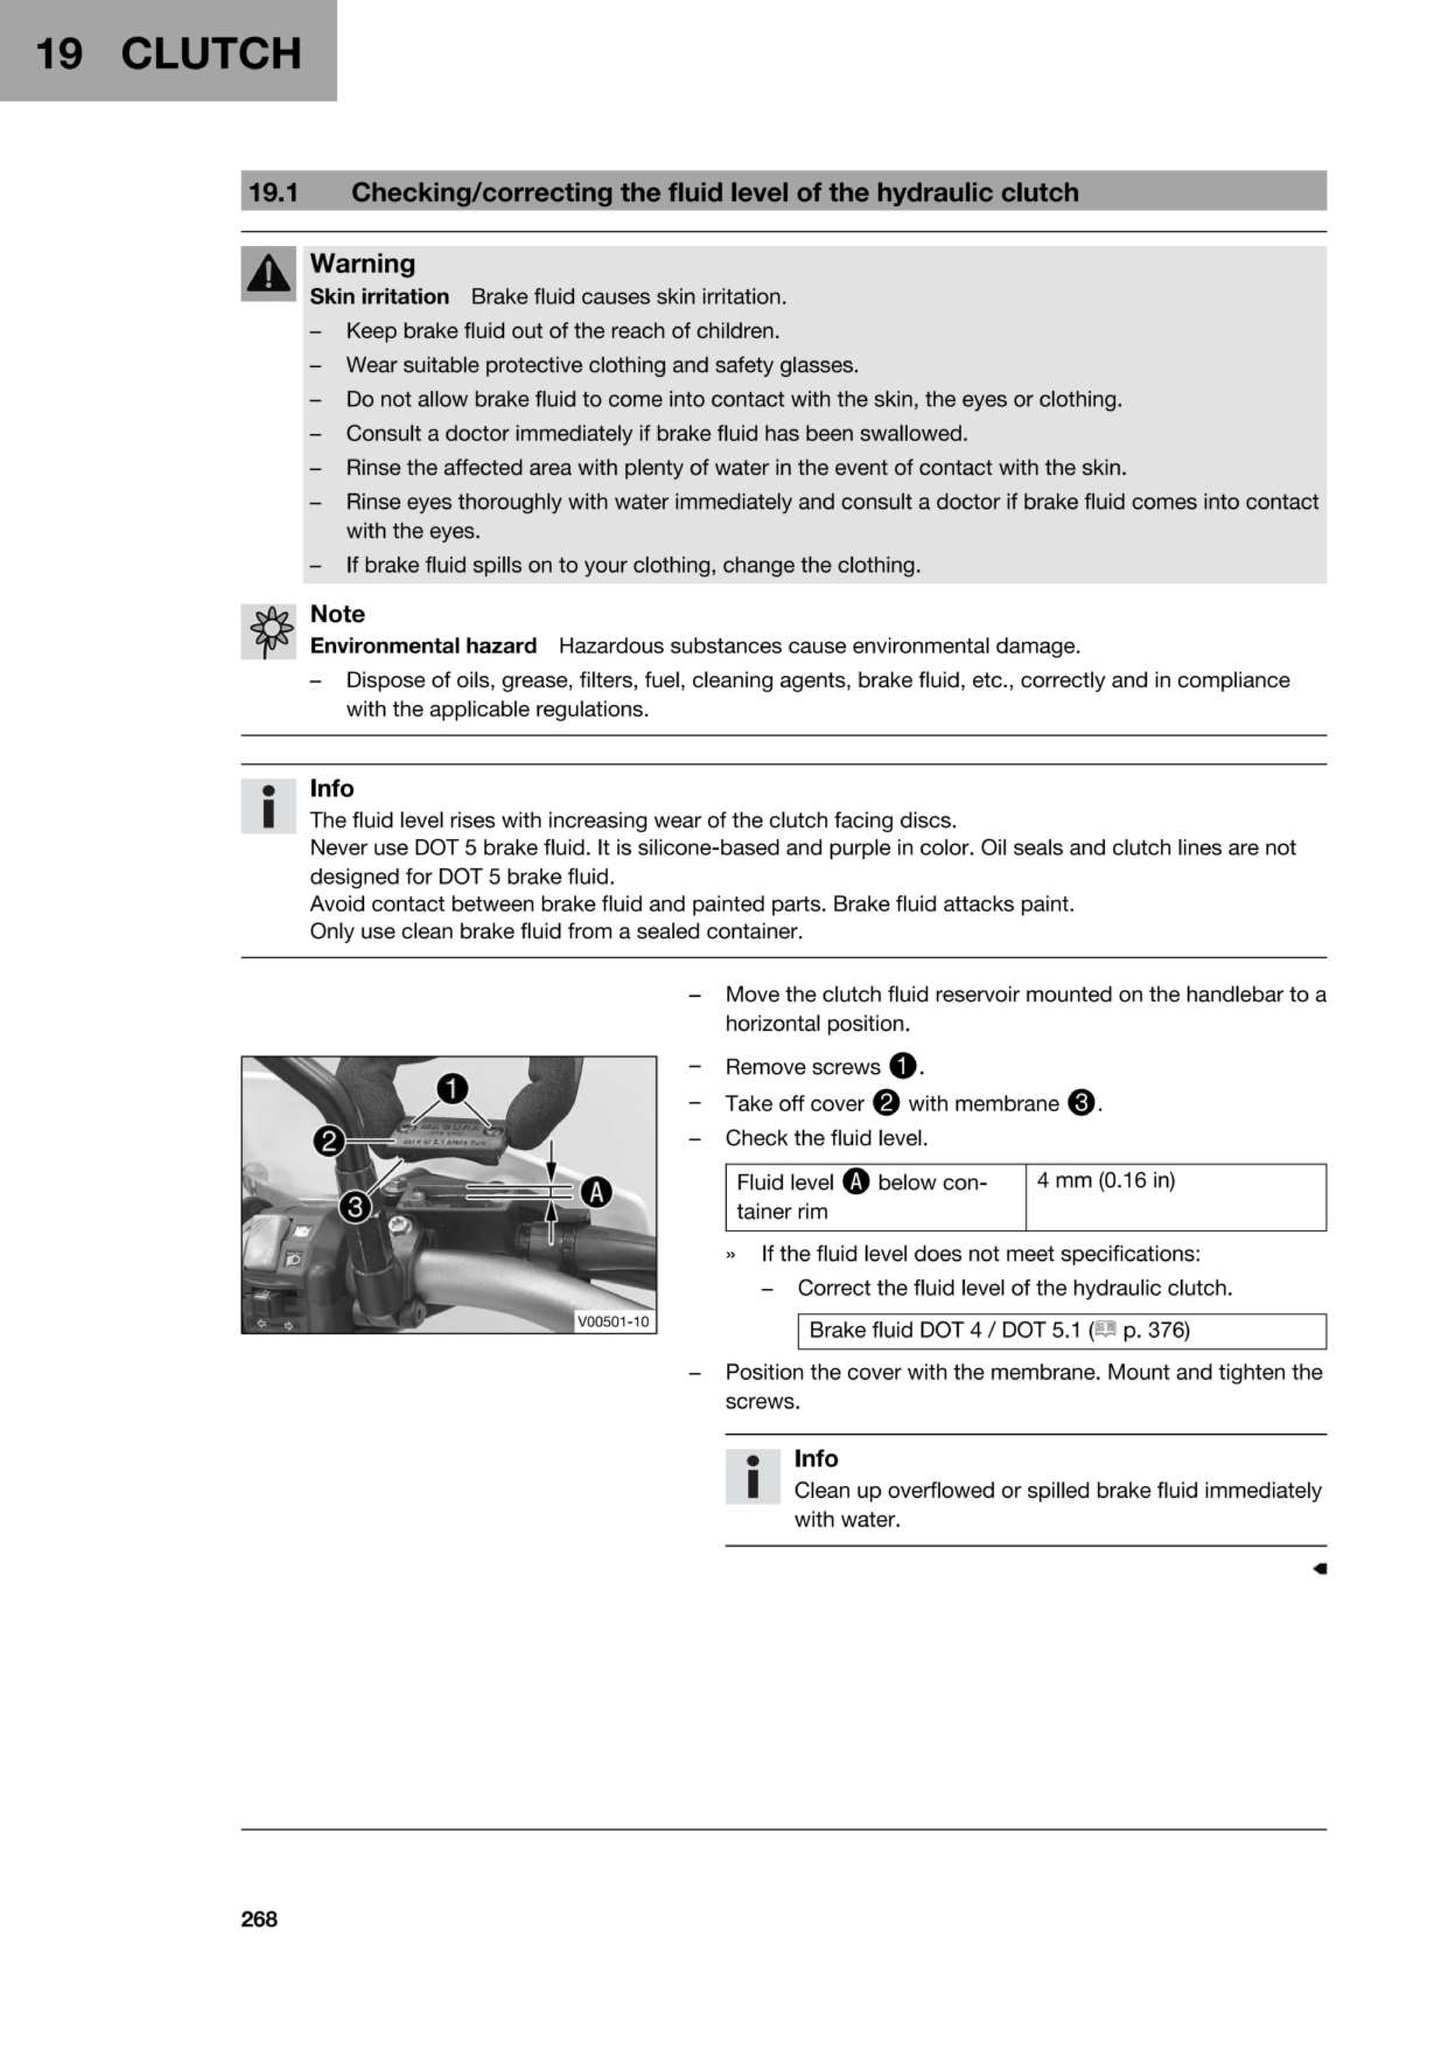 19 CLUTCH
19.1 Checking/correcting the fluid level of the hydraulic clutch
Warning
Skin irritation Brake fluid causes skin irritation.
– Keep brake fluid out of the reach of children.
– Wear suitable protective clothing and safety glasses.
– Do not allow brake fluid to come into contact with the skin, the eyes or clothing.
– Consult a doctor immediately if brake fluid has been swallowed.
– Rinse the affected area with plenty of water in the event of contact with the skin.
– Rinse eyes thoroughly with water immediately and consult a doctor if brake fluid comes into contact
with the eyes.
– If brake fluid spills on to your clothing, change the clothing.
Note
Environmental hazard Hazardous substances cause environmental damage.
– Dispose of oils, grease, filters, fuel, cleaning agents, brake fluid, etc., correctly and in compliance
with the applicable regulations.
Info
The fluid level rises with increasing wear of the clutch facing discs.
Never use DOT 5 brake fluid. It is silicone-based and purple in color. Oil seals and clutch lines are not
designed for DOT 5 brake fluid.
Avoid contact between brake fluid and painted parts. Brake fluid attacks paint.
Only use clean brake fluid from a sealed container.
– Move the clutch fluid reservoir mounted on the handlebar to a
horizontal position.
1
2
3
A
V00501-10
– Remove screws 1.
– Take off cover 2 with membrane 3.
– Check the fluid level.
Fluid level A below con-
tainer rim
4 mm (0.16 in)
» If the fluid level does not meet specifications:
– Correct the fluid level of the hydraulic clutch.
Brake fluid DOT 4 / DOT 5.1 ( p. 376)
– Position the cover with the membrane. Mount and tighten the
screws.
Info
Clean up overflowed or spilled brake fluid immediately
with water.
268